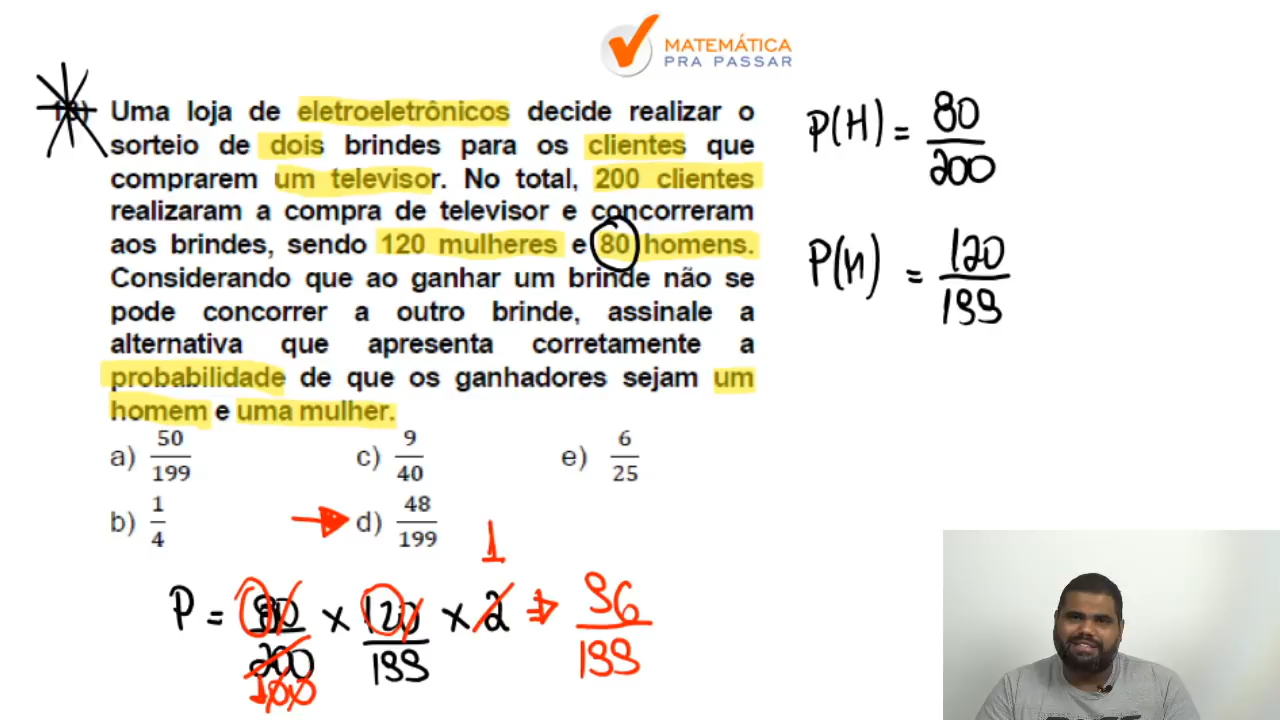 MATEMÁTICA
PRA PASSAR
Uma loja de eletroeletrônicos decide realizar o
sorteio de dois brindes para os clientes que
comprarem um televisor. No total, 200 clientes
realizaram a compra de televisor e concorreram
aos brindes, sendo 120 mulheres e 80 homens.
Considerando que ao ganhar um brinde não se
pode concorrer a outro brinde, assinale a
alternativa que apresenta corretamente a
probabilidade de que os ganhadores sejam um
homem e uma mulher.
a) 50/199 c) 9/40 e) 6/25
b) 1/4 d) 48/199
P(H) = 80/200
P(M) = 120/199
1
P = 80/200 x 120/199 x 2 ⇒ 96/199
100